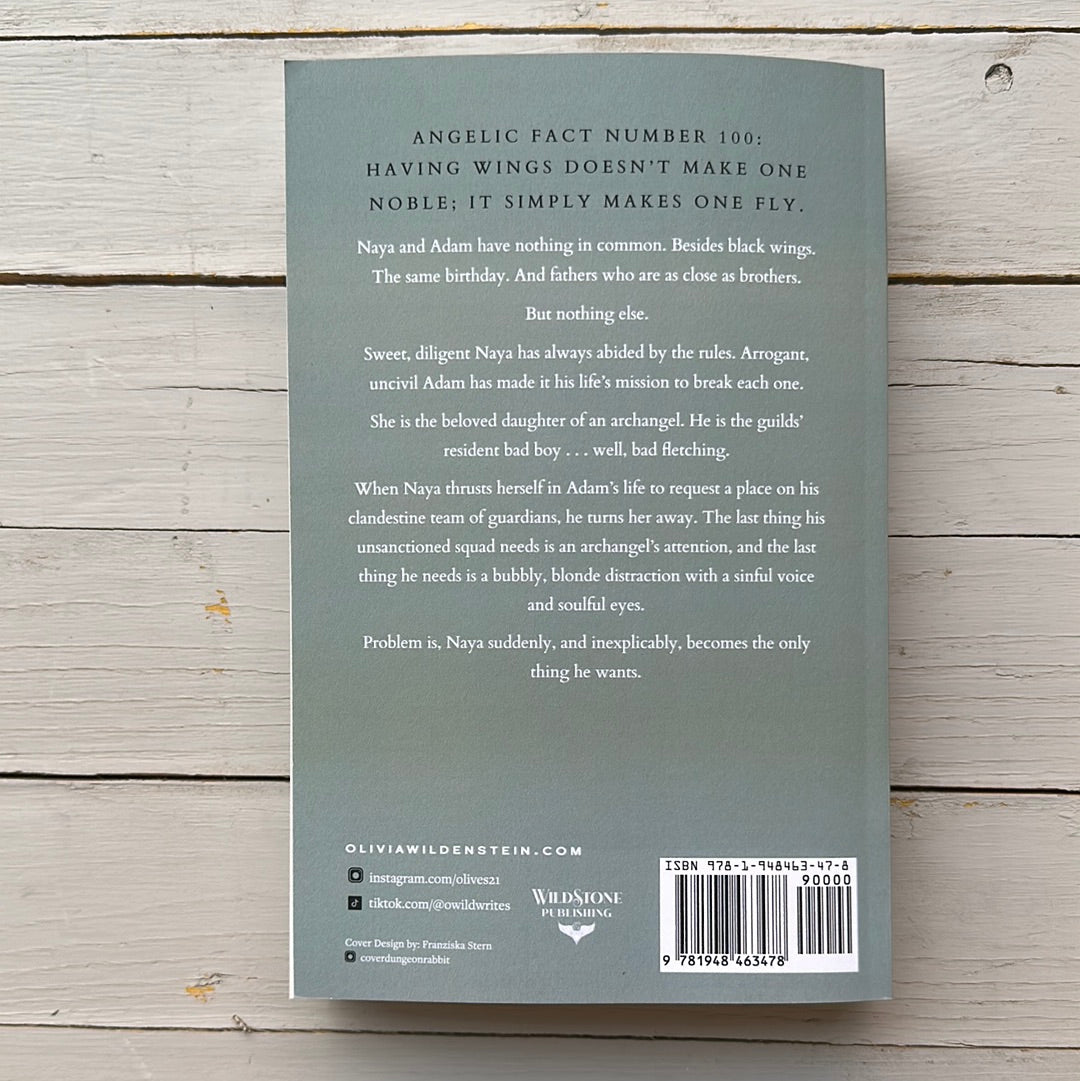 ANGELIC FACT NUMBER 100:
HAVING WINGS DOESN'T MAKE ONE
NOBLE; IT SIMPLY MAKES ONE FLY.
Naya and Adam have nothing in common. Besides black wings.
The same birthday. And fathers who are as close as brothers.
But nothing else.
Sweet, diligent Naya has always abided by the rules. Arrogant,
uncivil Adam has made it his life's mission to break each one.
She is the beloved daughter of an archangel. He is the guilds'
resident bad boy . . . well, bad fletching.
When Naya thrusts herself in Adam's life to request a place on his
clandestine team of guardians, he turns her away. The last thing his
unsanctioned squad needs is an archangel's attention, and the last
thing he needs is a bubbly, blonde distraction with a sinful voice
and soulful eyes.
Problem is, Naya suddenly, and inexplicably, becomes the only
thing he wants.
OLIVIAWILDENSTEIN.COM
instagram.com/olives21
tiktok.com/@owildwrites
Cover Design by: Franziska Stern
coverdungeonrabbit
WILDSTONE
PUBLISHING
ISBN 978-1-948463-47-8
90000
9 781948 463478